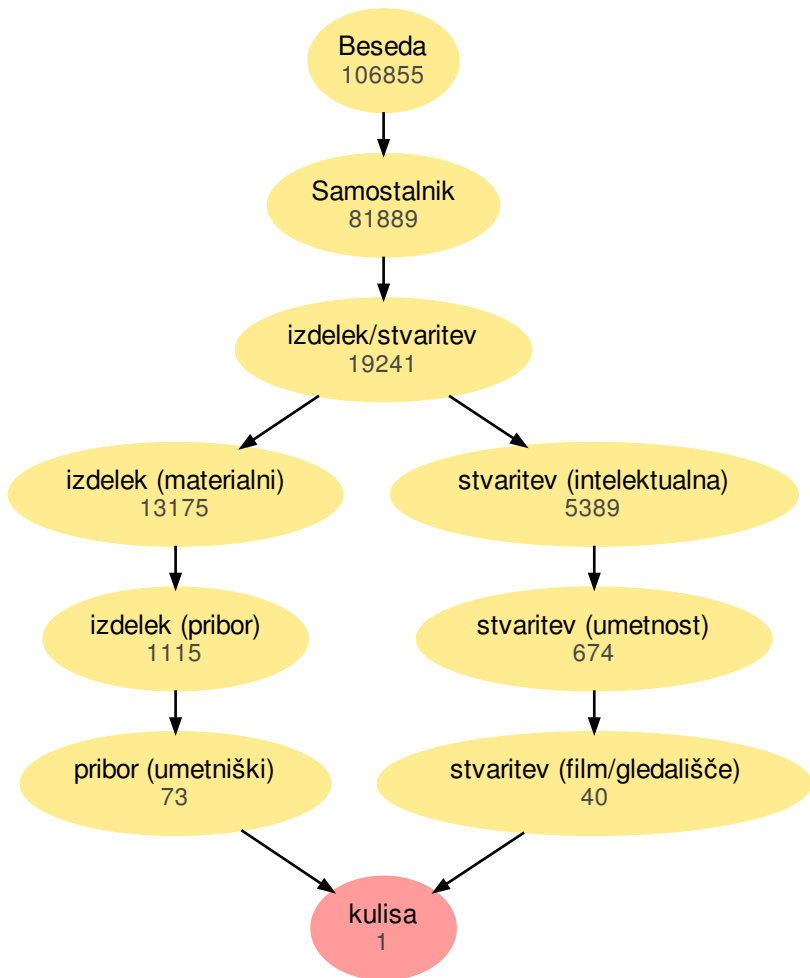 Beseda
106855
Samostalnik
81889
izdelek/stvaritev
19241
izdelek (materialni)
13175
stvaritev (intelektualna)
5389
izdelek (pribor)
1115
stvaritev (umetnost)
674
pribor (umetniški)
73
stvaritev (film/gledališče)
40
kulisa
1